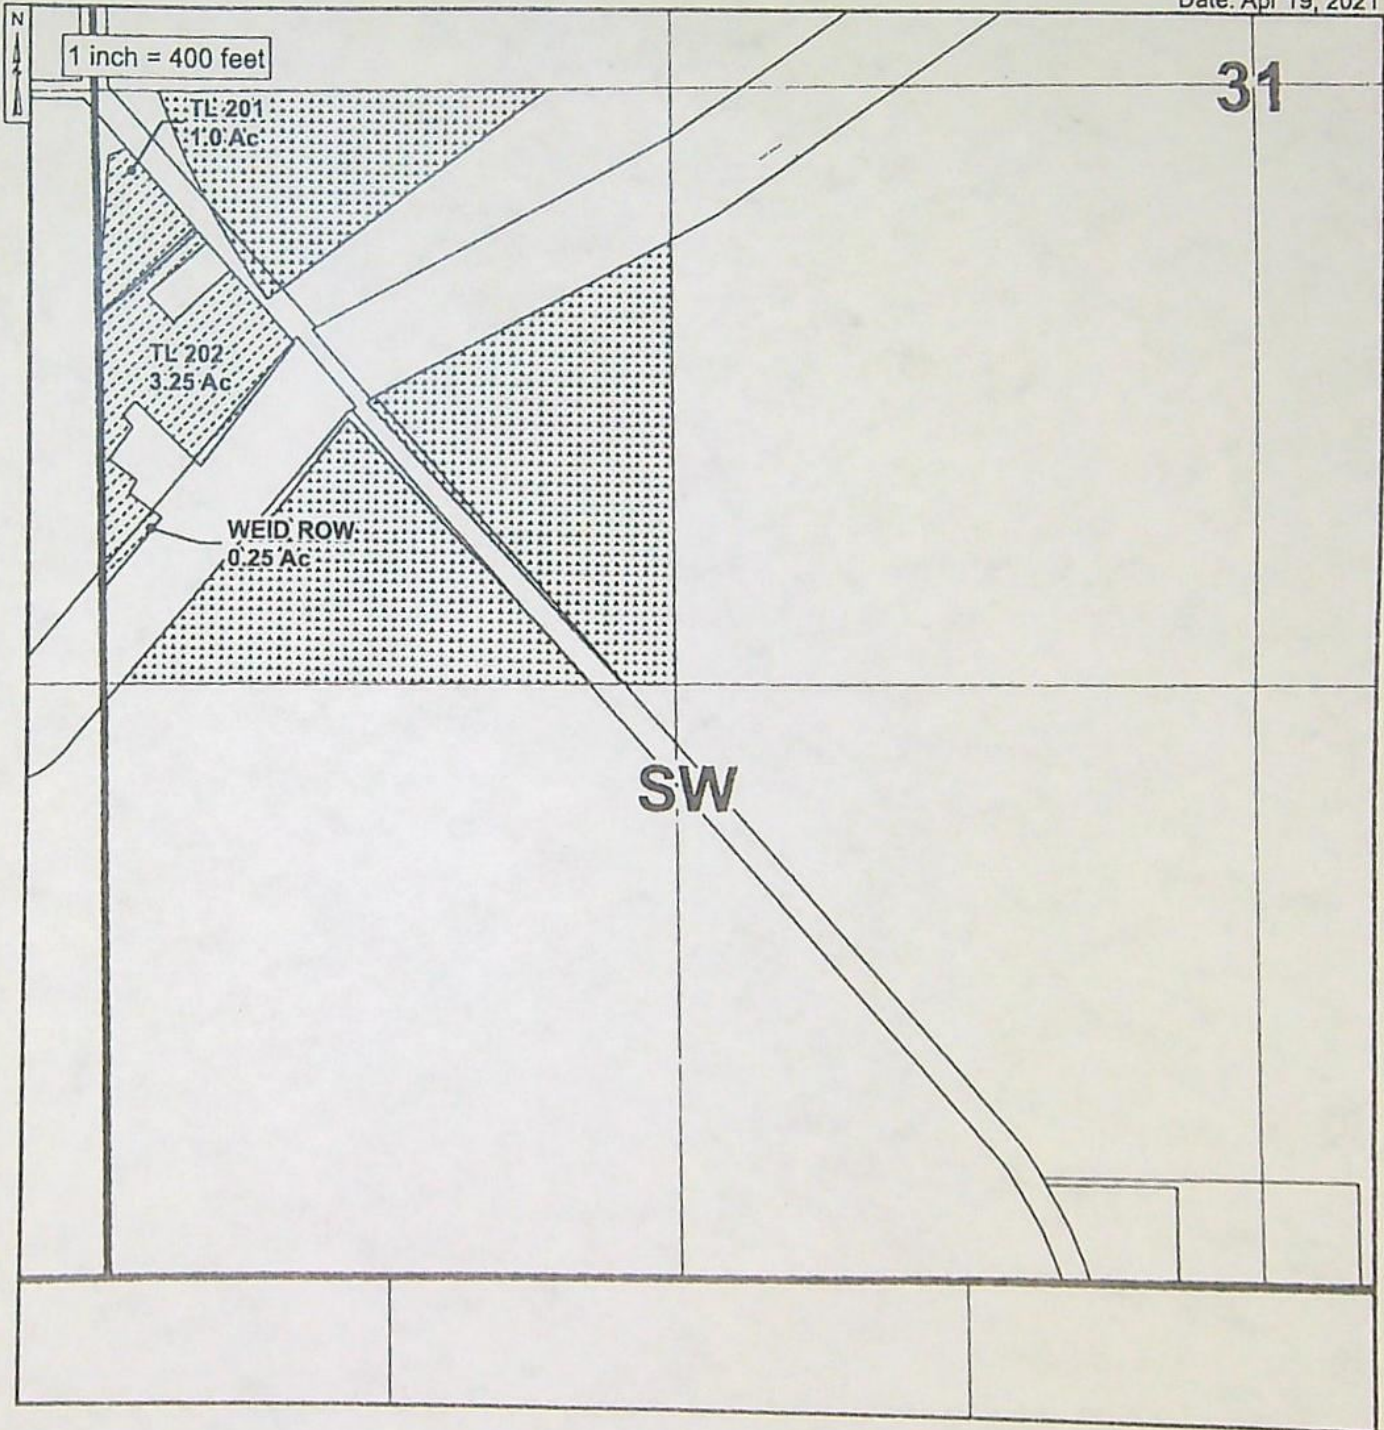 Date: Apr 19, 2021
N
1 inch = 400 feet
31
TL 201
1.0 Ac
TL 202
3.25 Ac
WEID ROW
0.25 Ac
SW